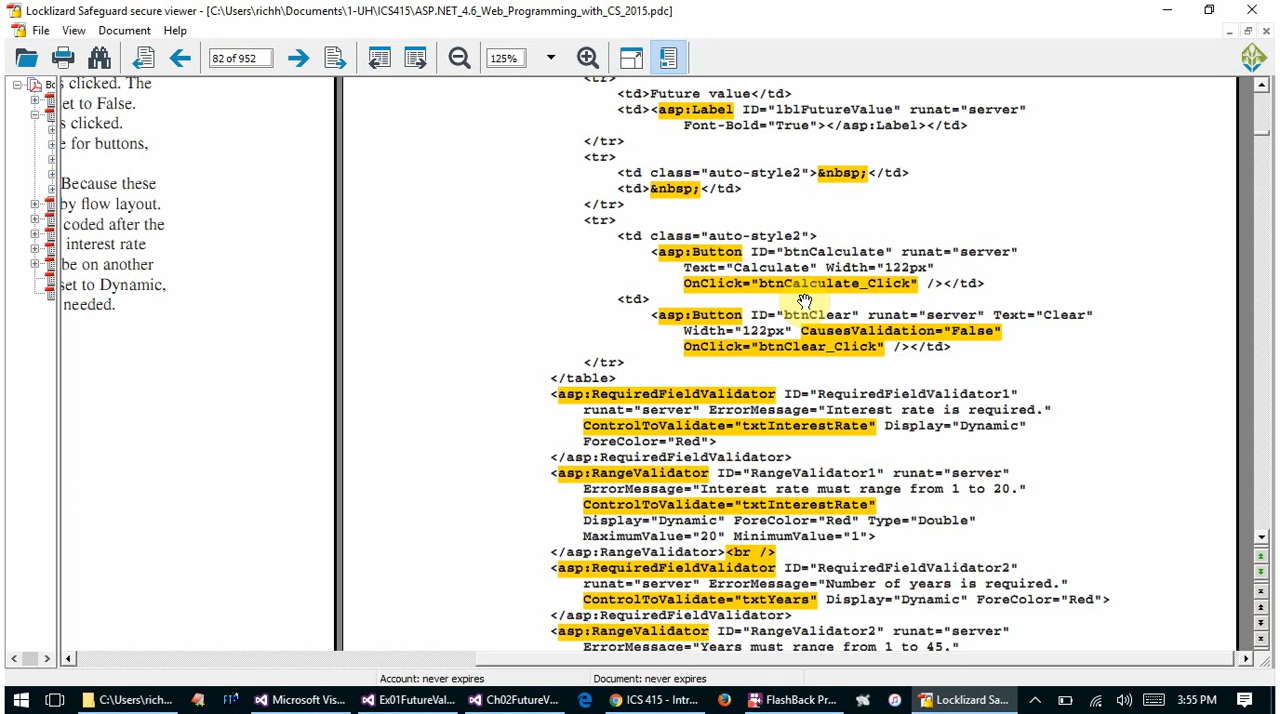 Locklizard Safeguard secure viewer - [C:\Users\richh\Documents\1-UH\ICS415\ASP.NET_4.6_Web_Programming_with_CS_2015.pdc]
File View Document Help
82 of 952
125%
s clicked. The
et to False.
s clicked.
e for buttons,
Because these
by flow layout.
coded after the
interest rate
be on another
set to Dynamic,
needed.
<tr>
<td>Future value</td>
<td><asp:Label ID="lblFutureValue" runat="server"
Font-Bold="True"></asp:Label></td>
</tr>
<tr>
<td class="auto-style2">&nbsp;</td>
<td>&nbsp;</td>
</tr>
<tr>
<td class="auto-style2">
<asp:Button ID="btnCalculate" runat="server"
Text="Calculate" Width="122px"
OnClick="btnCalculate_Click" /></td>
<td>
<asp:Button ID="btnClear" runat="server" Text="Clear"
Width="122px" CausesValidation="False"
OnClick="btnClear_Click" /></td>
</tr>
</table>
<asp:RequiredFieldValidator ID="RequiredFieldValidator1"
runat="server" ErrorMessage="Interest rate is required."
ControlToValidate="txtInterestRate" Display="Dynamic"
ForeColor="Red">
</asp:RequiredFieldValidator>
<asp:RangeValidator ID="RangeValidator1" runat="server"
ErrorMessage="Interest rate must range from 1 to 20."
ControlToValidate="txtInterestRate"
Display="Dynamic" ForeColor="Red" Type="Double"
MaximumValue="20" MinimumValue="1">
</asp:RangeValidator><br />
<asp:RequiredFieldValidator ID="RequiredFieldValidator2"
runat="server" ErrorMessage="Number of years is required."
ControlToValidate="txtYears" Display="Dynamic" ForeColor="Red">
</asp:RequiredFieldValidator>
<asp:RangeValidator ID="RangeValidator2" runat="server"
ErrorMessage="Years must range from 1 to 45."
Account: never expires Document: never expires
C:\Users\rich... Microsoft Vis... Ex01FutureVal... Ch02FutureV... ICS 415 - Intr... FlashBack Pr... Locklizard Sa... 3:55 PM